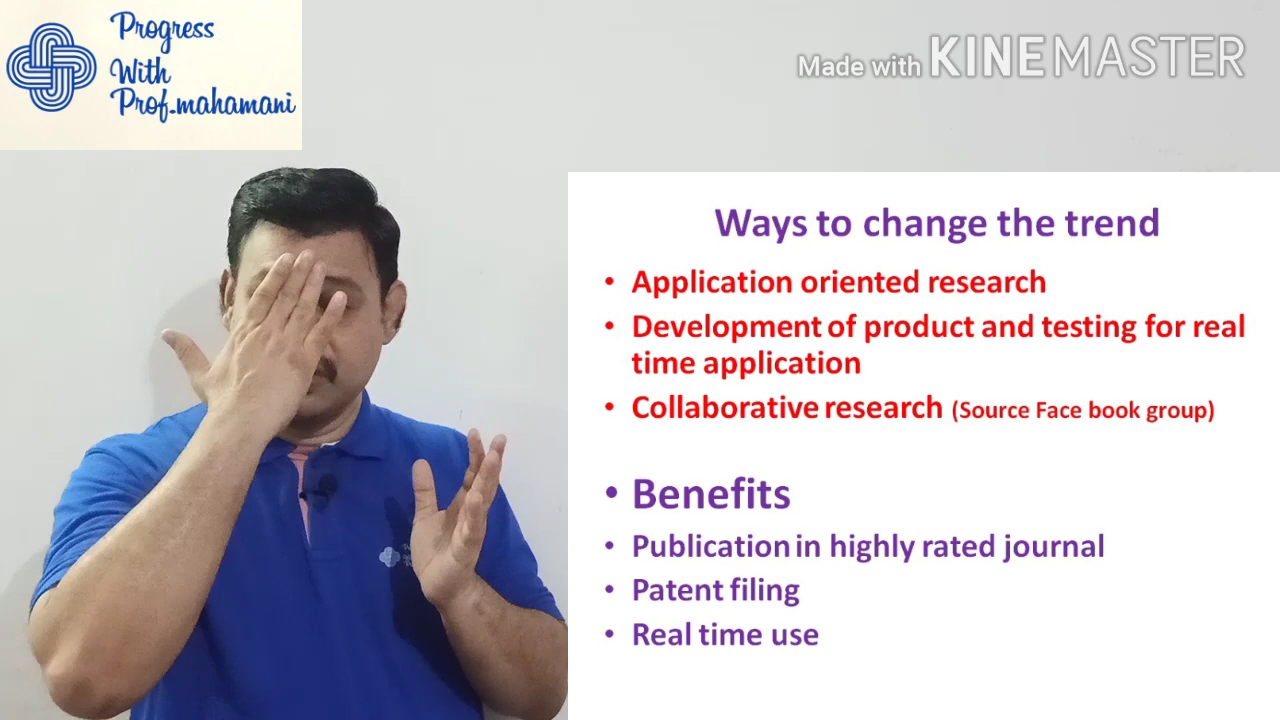 Progress
With
Prof.mahamani
Made with KINEMASTER
Ways to change the trend
• Application oriented research
• Development of product and testing for real
time application
• Collaborative research (Source Face book group)
• Benefits
• Publication in highly rated journal
• Patent filing
• Real time use